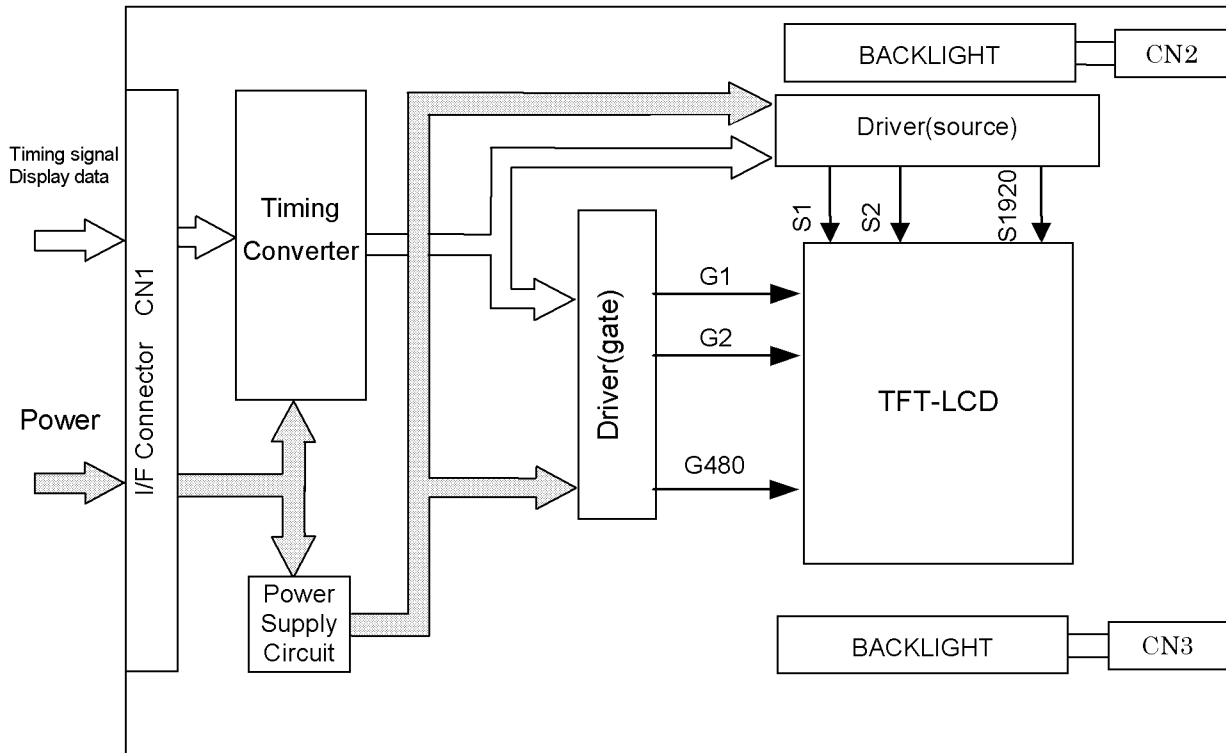 BACKLIGHT
CN2
Timing signal
Display data
Timing
Converter
Driver(source)
S1
S2
S1920
I/F Connector CN1
Driver(gate)
G1
G2
G480
TFT-LCD
Power
Power
Supply
Circuit
BACKLIGHT
CN3